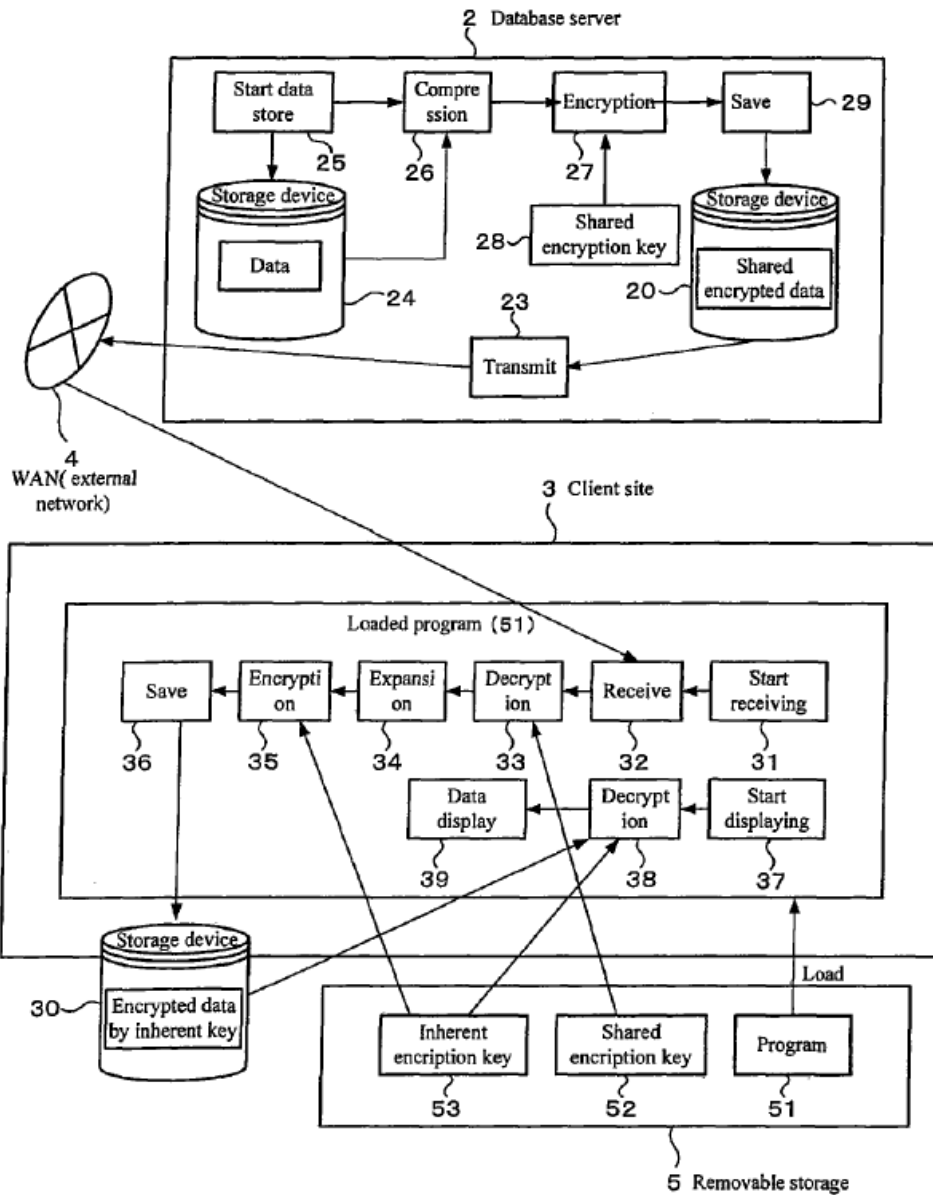 2 Database server
Start data
store
25
Compre
ssion
26
Encryption
27
Save
29
Storage device
Data
24
28
Shared
encryption key
Storage device
20
Shared
encrypted data
23
Transmit
4
WAN( external
network)
3 Client site
Loaded program (51)
Save
36
Encrypti
on
35
Expansi
on
34
Decrypt
ion
33
Receive
32
Start
receiving
31
Data
display
39
Decrypt
ion
38
Start
displaying
37
Storage device
30
Encrypted data
by inherent key
Load
Inherent
encription key
53
Shared
encription key
52
Program
51
5 Removable storage